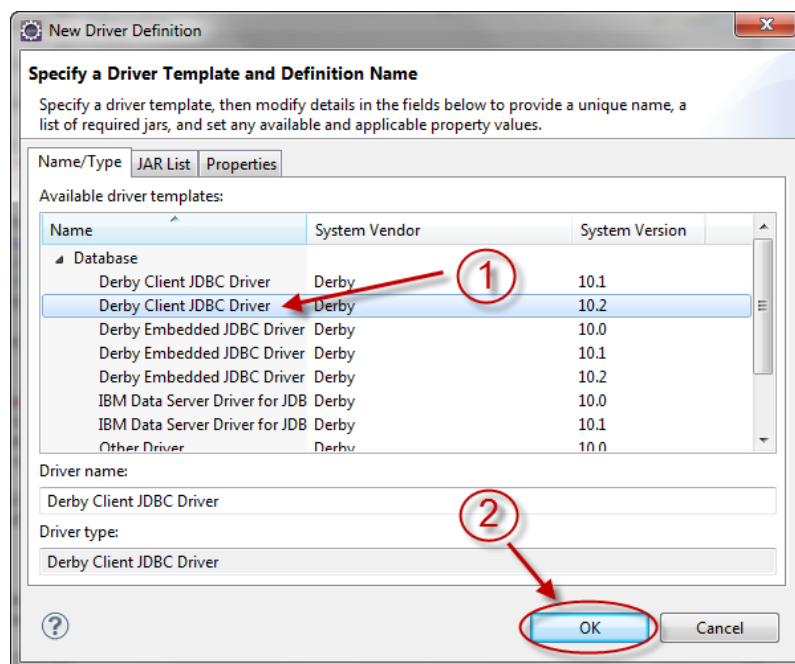 New Driver Definition
Specify a Driver Template and Definition Name
Specify a driver template, then modify details in the fields below to provide a unique name, a
list of required jars, and set any available and applicable property values.
Name/Type JAR List Properties
Available driver templates:
Name System Vendor System Version
Database
Derby Client JDBC Driver Derby 10.1
1
Derby Client JDBC Driver Derby 10.2
Derby Embedded JDBC Driver Derby 10.0
Derby Embedded JDBC Driver Derby 10.1
Derby Embedded JDBC Driver Derby 10.2
IBM Data Server Driver for JDB Derby 10.0
IBM Data Server Driver for JDB Derby 10.1
Other Driver Derby 10.0
Driver name:
Derby Client JDBC Driver
2
Driver type:
Derby Client JDBC Driver
? OK Cancel